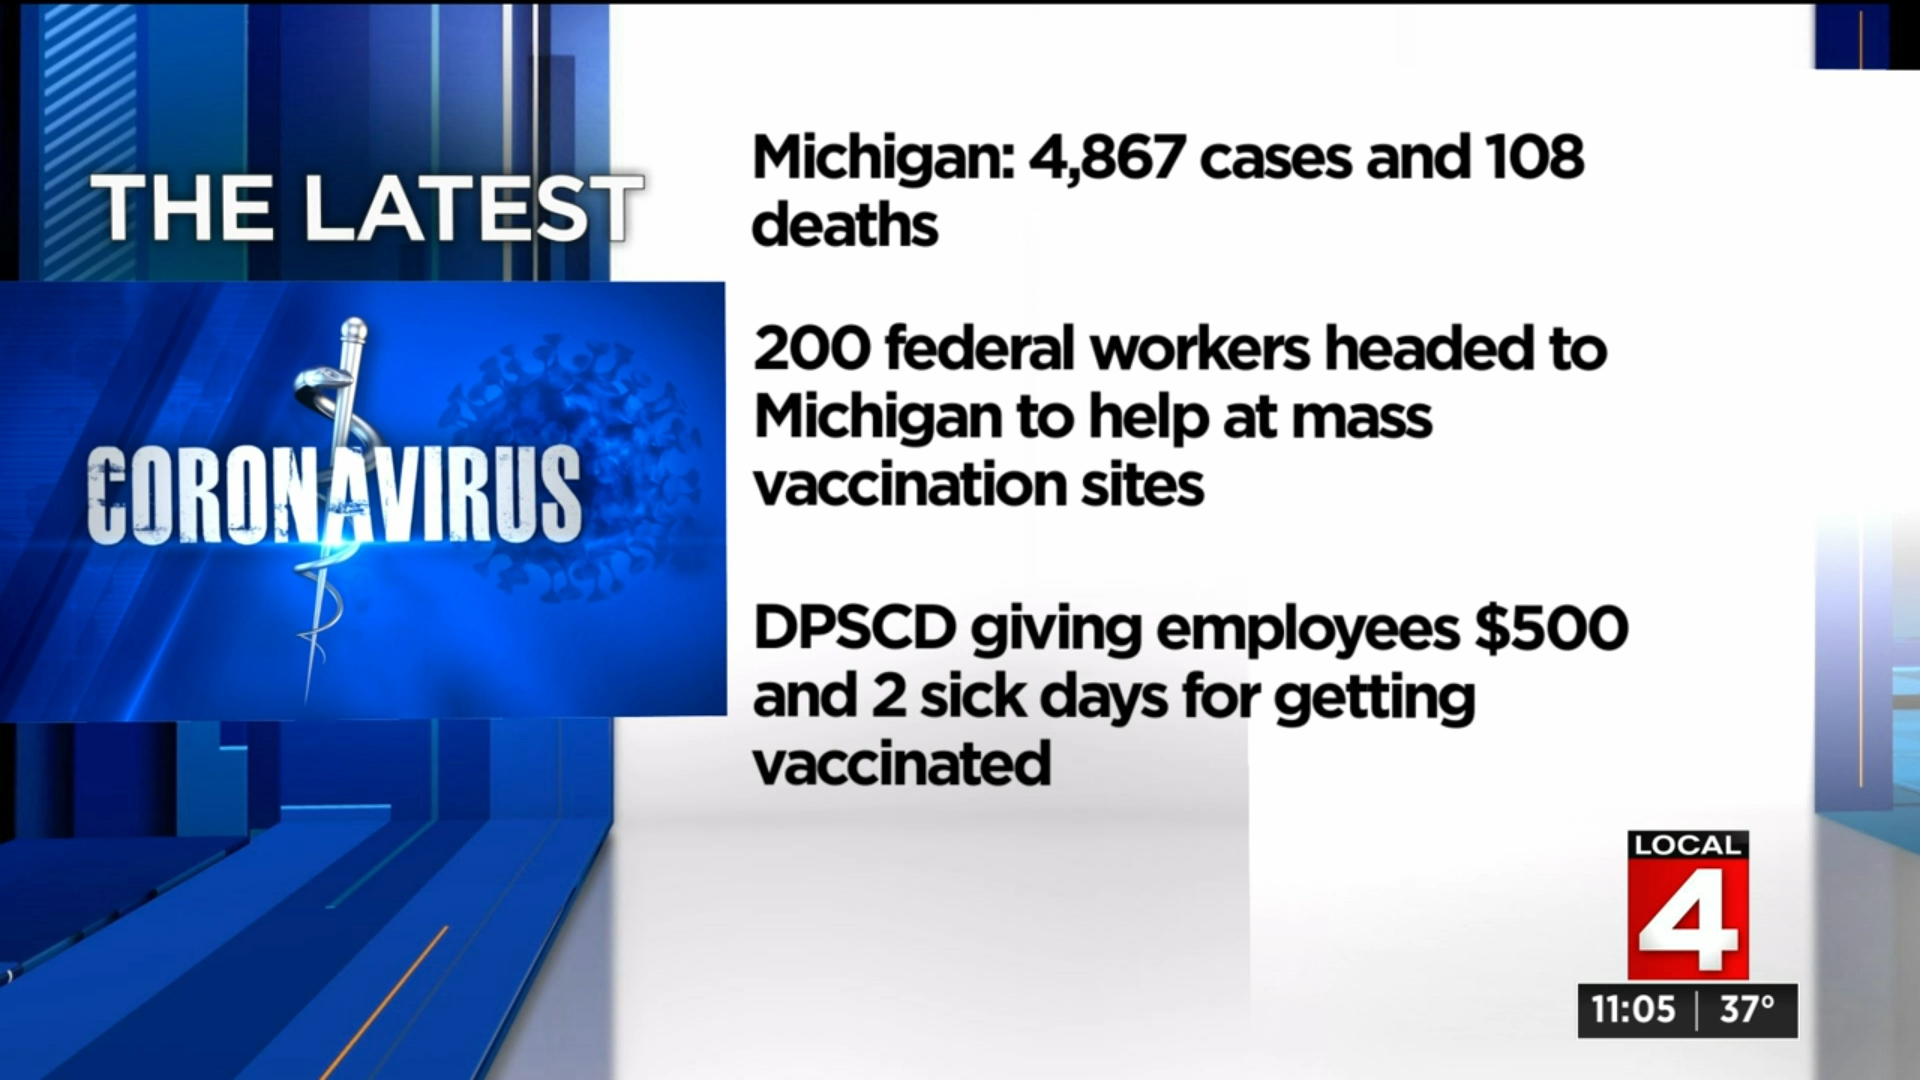 THE LATEST
CORONAVIRUS
Michigan: 4,867 cases and 108
deaths
200 federal workers headed to
Michigan to help at mass
vaccination sites
DPSCD giving employees $500
and 2 sick days for getting
vaccinated
LOCAL
4
11:05 | 37°